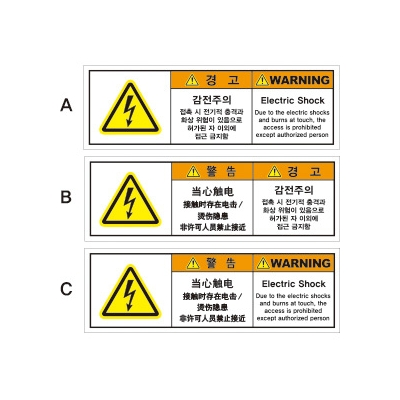 A
경 고
감전주의
접촉 시 전기적 충격과
화상 위험이 있음으로
허가된 자 이외에
접근 금지함
WARNING
Electric Shock
Due to the electric shocks
and burns at touch, the
access is prohibited
except authorized person
B
警 告
当心触电
接触时存在电击/
烫伤隐患
非许可人员禁止接近
경 고
감전주의
접촉 시 전기적 충격과
화상 위험이 있음으로
허가된 자 이외에
접근 금지함
C
警 告
当心触电
接触时存在电击/
烫伤隐患
非许可人员禁止接近
WARNING
Electric Shock
Due to the electric shocks
and burns at touch, the
access is prohibited
except authorized person